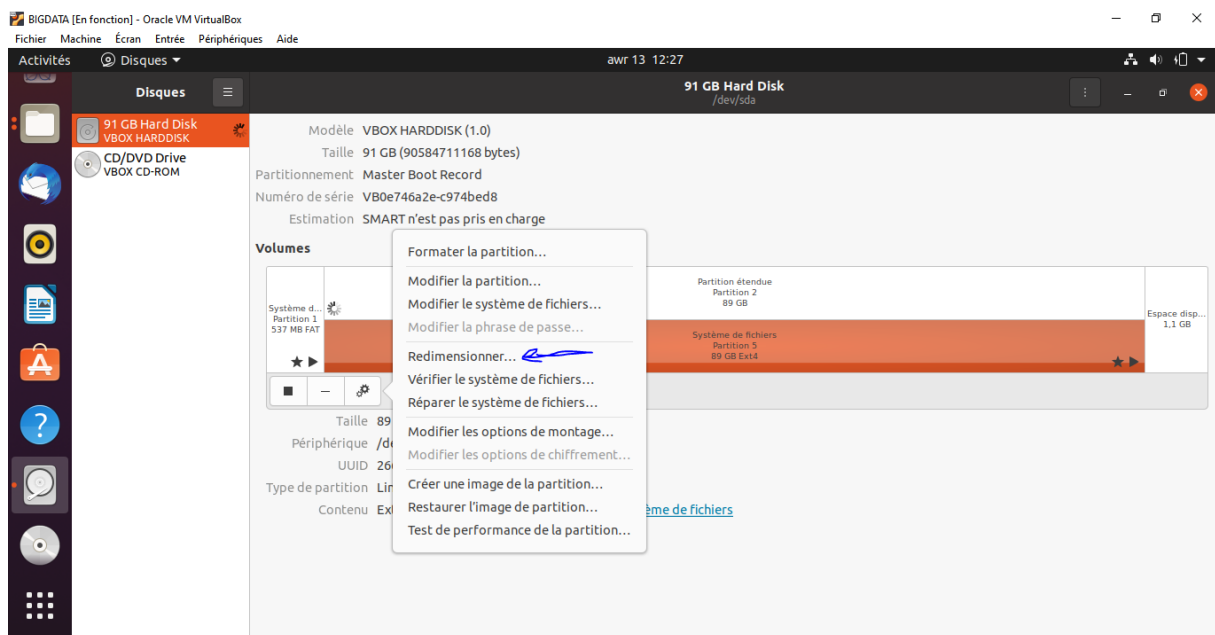 BIGDATA [En fonction] - Oracle VM VirtualBox
Fichier Machine Écran Entrée Périphériques Aide
Activités Disques awr 13 12:27
Disques
91 GB Hard Disk
/dev/sda
91 GB Hard Disk
VBOX HARDDISK
CD/DVD Drive
VBOX CD-ROM
Modèle VBOX HARDDISK (1.0)
Taille 91 GB (90584711168 bytes)
Partitionnement Master Boot Record
Numéro de série VB0e746a2e-c974bed8
Estimation SMART n'est pas pris en charge
Volumes
Système d...
Partition 1
537 MB FAT
Partition étendue
Partition 2
89 GB
Système de fichiers
Partition 5
89 GB Ext4
Espace disp...
1,1 GB
Formater la partition...
Modifier la partition...
Modifier le système de fichiers...
Modifier la phrase de passe...
Redimensionner...
Vérifier le système de fichiers...
Réparer le système de fichiers...
Modifier les options de montage...
Modifier les options de chiffrement...
Créer une image de la partition...
Restaurer l'image de partition...
Test de performance de la partition...
Taille 89
Périphérique /de
UUID 26
Type de partition Lin
Contenu Ext ème de fichiers